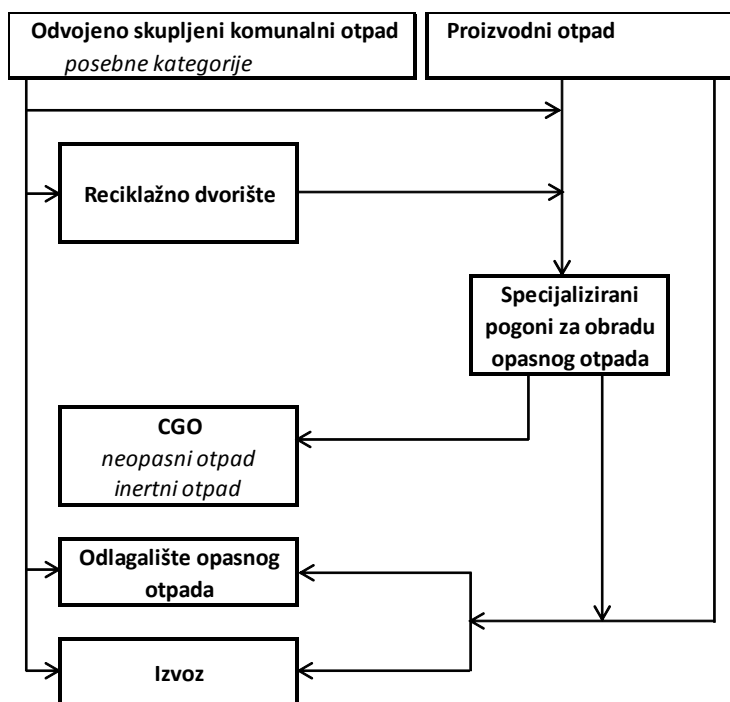 Odvojeno skupljeni komunalni otpad
posebne kategorije
Proizvodni otpad
Reciklažno dvorište
Specijalizirani
pogoni za obradu
opasnog otpada
CGO
neopasni otpad
inertni otpad
Odlagalište opasnog
otpada
Izvoz